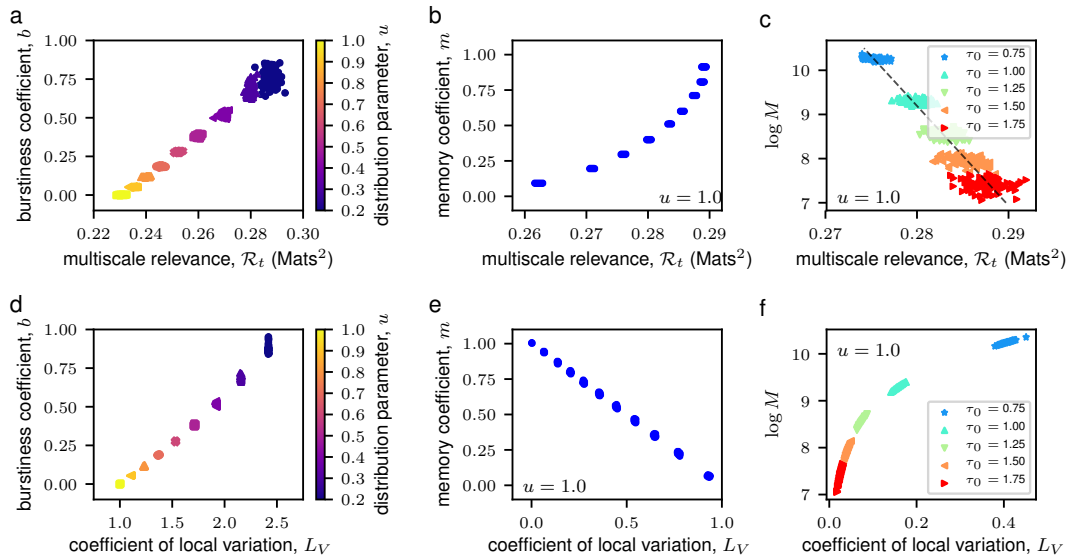 a
burstiness coefficient, b
1.00
0.75
0.50
0.25
0.00
0.22 0.24 0.26 0.28 0.30
multiscale relevance, ℛt (Mats²)
1.0
0.9
0.8
0.7
0.6
0.5
0.4
0.3
0.2
distribution parameter, u
b
memory coefficient, m
1.00
0.75
0.50
0.25
0.00
u = 1.0
0.26 0.27 0.28 0.29
multiscale relevance, ℛt (Mats²)
c
log M
10
9
8
7
τ0 = 0.75
τ0 = 1.00
τ0 = 1.25
τ0 = 1.50
τ0 = 1.75
u = 1.0
0.27 0.28 0.29
multiscale relevance, ℛt (Mats²)
d
burstiness coefficient, b
1.00
0.75
0.50
0.25
0.00
1.0 1.5 2.0 2.5
coefficient of local variation, LV
1.0
0.9
0.8
0.7
0.6
0.5
0.4
0.3
0.2
distribution parameter, u
e
memory coefficient, m
1.00
0.75
0.50
0.25
0.00
u = 1.0
0.0 0.5 1.0
coefficient of local variation, LV
f
log M
10
9
8
7
u = 1.0
τ0 = 0.75
τ0 = 1.00
τ0 = 1.25
τ0 = 1.50
τ0 = 1.75
0.0 0.2 0.4
coefficient of local variation, LV